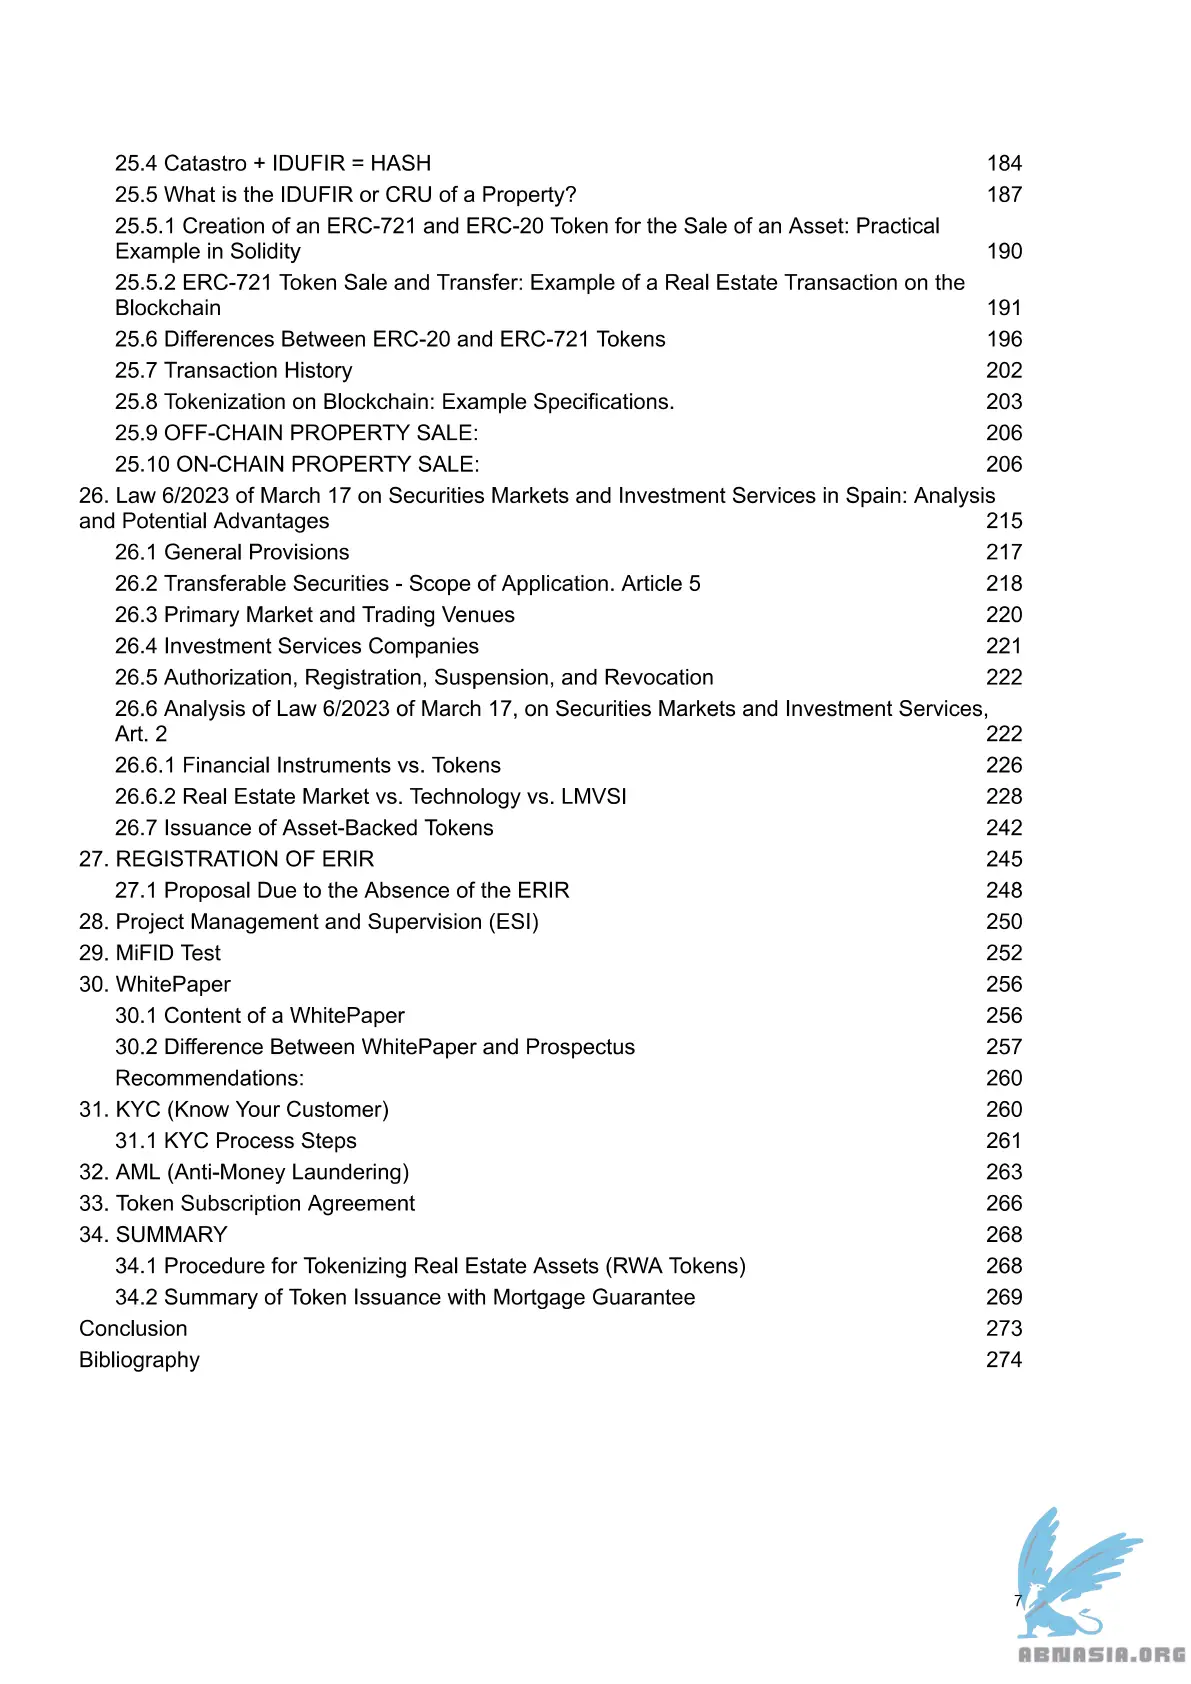 25.4 Catastro + IDUFIR = HASH 184
25.5 What is the IDUFIR or CRU of a Property? 187
25.5.1 Creation of an ERC-721 and ERC-20 Token for the Sale of an Asset: Practical
Example in Solidity 190
25.5.2 ERC-721 Token Sale and Transfer: Example of a Real Estate Transaction on the
Blockchain 191
25.6 Differences Between ERC-20 and ERC-721 Tokens 196
25.7 Transaction History 202
25.8 Tokenization on Blockchain: Example Specifications. 203
25.9 OFF-CHAIN PROPERTY SALE: 206
25.10 ON-CHAIN PROPERTY SALE: 206
26. Law 6/2023 of March 17 on Securities Markets and Investment Services in Spain: Analysis
and Potential Advantages 215
26.1 General Provisions 217
26.2 Transferable Securities - Scope of Application. Article 5 218
26.3 Primary Market and Trading Venues 220
26.4 Investment Services Companies 221
26.5 Authorization, Registration, Suspension, and Revocation 222
26.6 Analysis of Law 6/2023 of March 17, on Securities Markets and Investment Services,
Art. 2 222
26.6.1 Financial Instruments vs. Tokens 226
26.6.2 Real Estate Market vs. Technology vs. LMVSI 228
26.7 Issuance of Asset-Backed Tokens 242
27. REGISTRATION OF ERIR 245
27.1 Proposal Due to the Absence of the ERIR 248
28. Project Management and Supervision (ESI) 250
29. MiFID Test 252
30. WhitePaper 256
30.1 Content of a WhitePaper 256
30.2 Difference Between WhitePaper and Prospectus 257
Recommendations: 260
31. KYC (Know Your Customer) 260
31.1 KYC Process Steps 261
32. AML (Anti-Money Laundering) 263
33. Token Subscription Agreement 266
34. SUMMARY 268
34.1 Procedure for Tokenizing Real Estate Assets (RWA Tokens) 268
34.2 Summary of Token Issuance with Mortgage Guarantee 269
Conclusion 273
Bibliography 274
7
ABNASIA.ORG